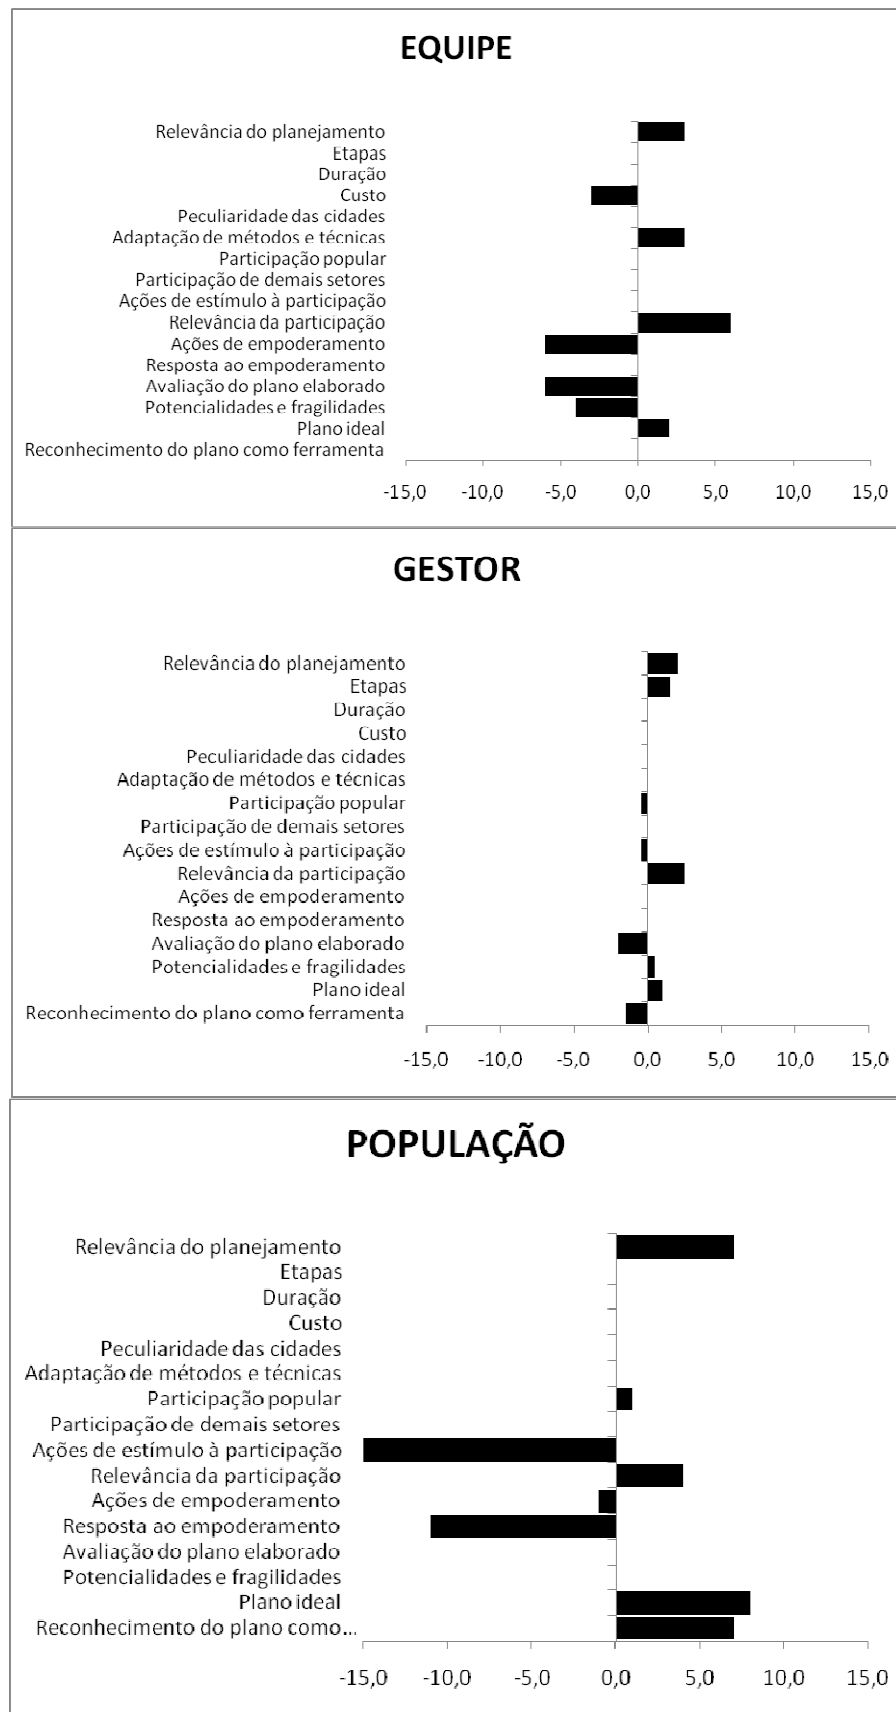 EQUIPE
Relevância do planejamento
Etapas
Duração
Custo
Peculiaridade das cidades
Adaptação de métodos e técnicas
Participação popular
Participação de demais setores
Ações de estímulo à participação
Relevância da participação
Ações de empoderamento
Resposta ao empoderamento
Avaliação do plano elaborado
Potencialidades e fragilidades
Plano ideal
Reconhecimento do plano como ferramenta
-15,0 -10,0 -5,0 0,0 5,0 10,0 15,0
GESTOR
Relevância do planejamento
Etapas
Duração
Custo
Peculiaridade das cidades
Adaptação de métodos e técnicas
Participação popular
Participação de demais setores
Ações de estímulo à participação
Relevância da participação
Ações de empoderamento
Resposta ao empoderamento
Avaliação do plano elaborado
Potencialidades e fragilidades
Plano ideal
Reconhecimento do plano como ferramenta
-15,0 -10,0 -5,0 0,0 5,0 10,0 15,0
POPULAÇÃO
Relevância do planejamento
Etapas
Duração
Custo
Peculiaridade das cidades
Adaptação de métodos e técnicas
Participação popular
Participação de demais setores
Ações de estímulo à participação
Relevância da participação
Ações de empoderamento
Resposta ao empoderamento
Avaliação do plano elaborado
Potencialidades e fragilidades
Plano ideal
Reconhecimento do plano como...
-15,0 -10,0 -5,0 0,0 5,0 10,0 15,0